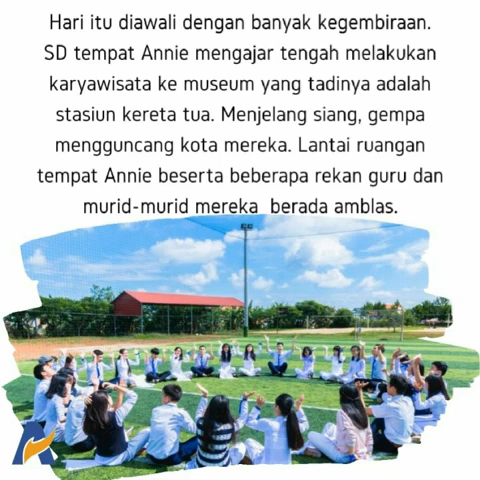 Hari itu diawali dengan banyak kegembiraan.
SD tempat Annie mengajar tengah melakukan
karyawisata ke museum yang tadinya adalah
stasiun kereta tua. Menjelang siang, gempa
mengguncang kota mereka. Lantai ruangan
tempat Annie beserta beberapa rekan guru dan
murid-murid mereka berada amblas.